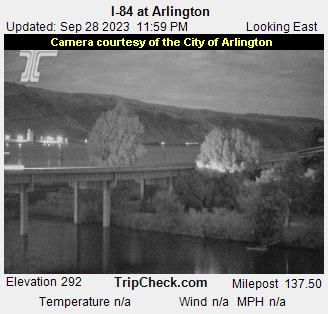 I-84 at Arlington
Updated: Sep 28 2023 11:59 PM Looking East
Camera courtesy of the City of Arlington
Elevation 292 TripCheck.com Milepost 137.50
Temperature n/a Wind n/a MPH n/a